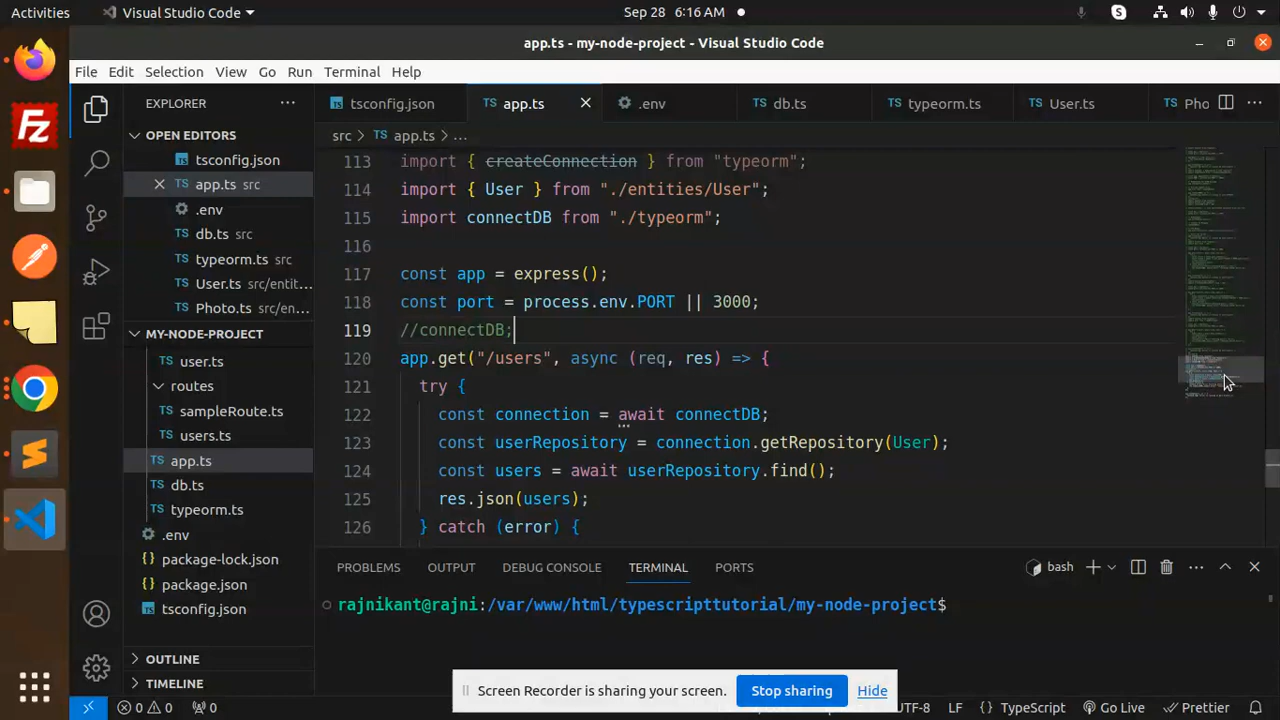 Activities
Visual Studio Code
Sep 28 6:16 AM
app.ts - my-node-project - Visual Studio Code
File Edit Selection View Go Run Terminal Help
EXPLORER
tsconfig.json
app.ts
.env
db.ts
typeorm.ts
User.ts
Pho
OPEN EDITORS
src > app.ts > ...
tsconfig.json
app.ts src
.env
db.ts src
typeorm.ts src
User.ts src/entit...
Photo.ts src/enti...
MY-NODE-PROJECT
user.ts
routes
sampleRoute.ts
users.ts
app.ts
db.ts
typeorm.ts
.env
package-lock.json
package.json
tsconfig.json
OUTLINE
TIMELINE
113 import { createConnection } from "typeorm";
114 import { User } from "./entities/User";
115 import connectDB from "./typeorm";
116
117 const app = express();
118 const port = process.env.PORT || 3000;
119 //connectDB;
120 app.get("/users", async (req, res) => {
121 try {
122 const connection = await connectDB;
123 const userRepository = connection.getRepository(User);
124 const users = await userRepository.find();
125 res.json(users);
126 } catch (error) {
PROBLEMS OUTPUT DEBUG CONSOLE TERMINAL PORTS
bash
rajnikant@rajni:/var/www/html/typescripttutorial/my-node-project$
Screen Recorder is sharing your screen.
Stop sharing
Hide
0 0 0
UTF-8 LF { } TypeScript Go Live Prettier